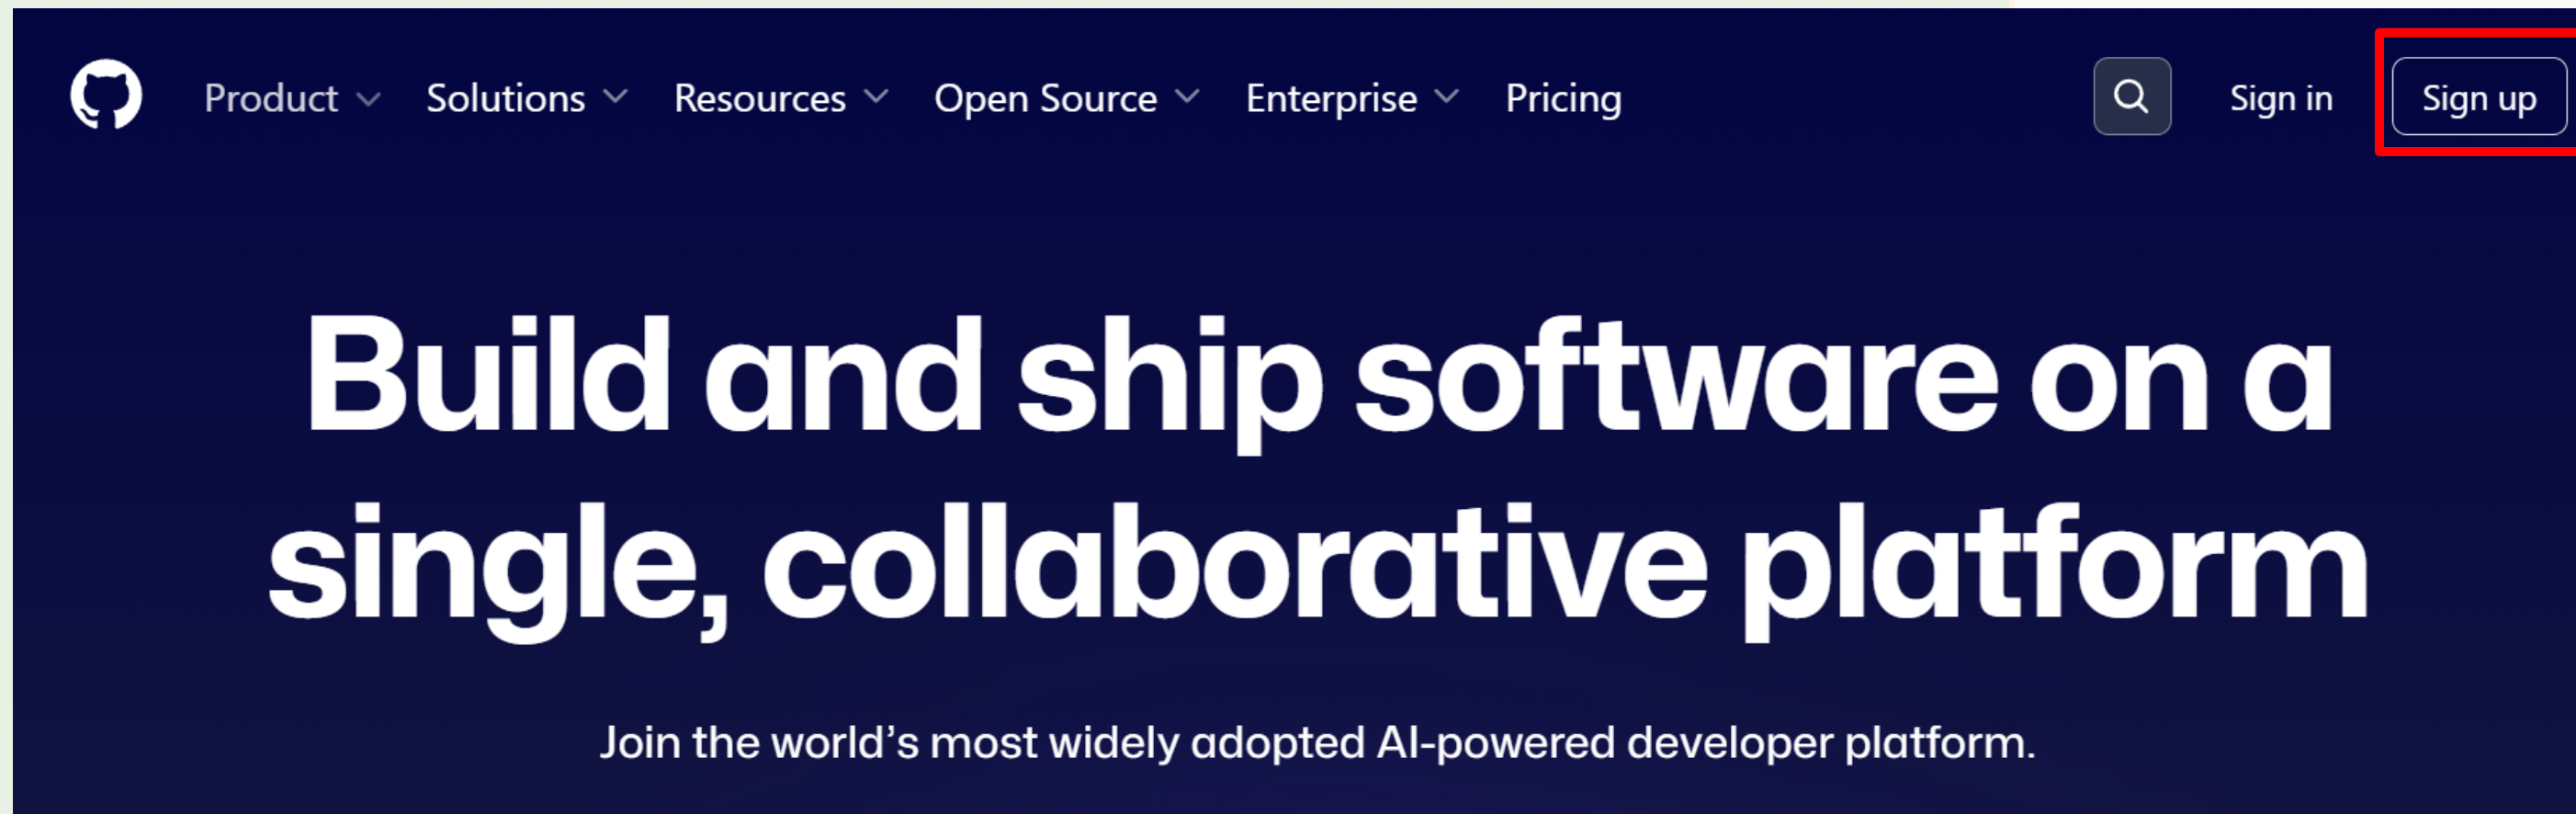 Product Solutions Resources Open Source Enterprise Pricing Sign in Sign up
Build and ship software on a
single, collaborative platform
Join the world’s most widely adopted AI-powered developer platform.